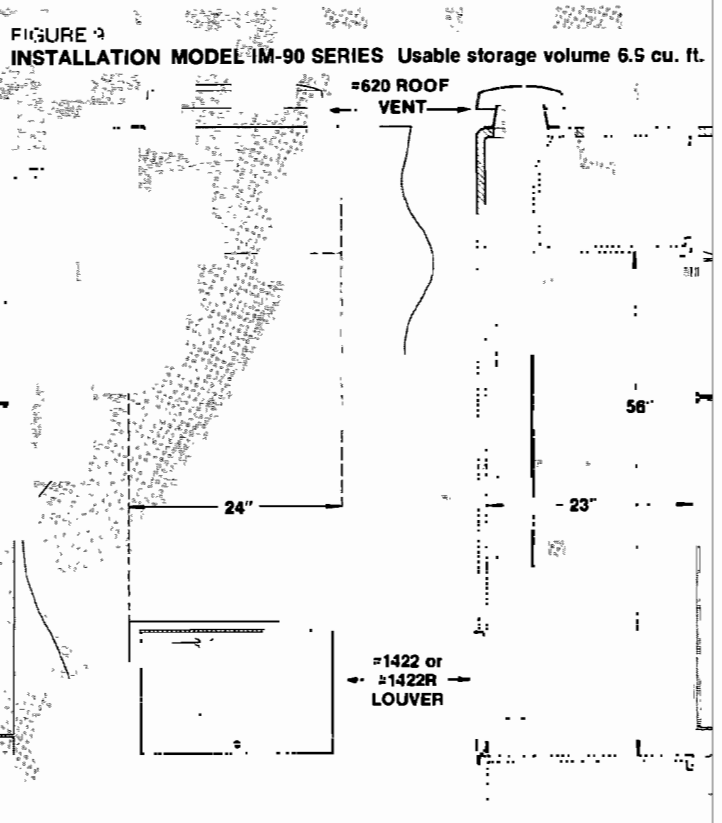 FIGURE 9
INSTALLATION MODEL IM-90 SERIES Usable storage volume 6.9 cu. ft.
#620 ROOF
VENT
56"
24"
23"
#1422 or
#1422R
LOUVER